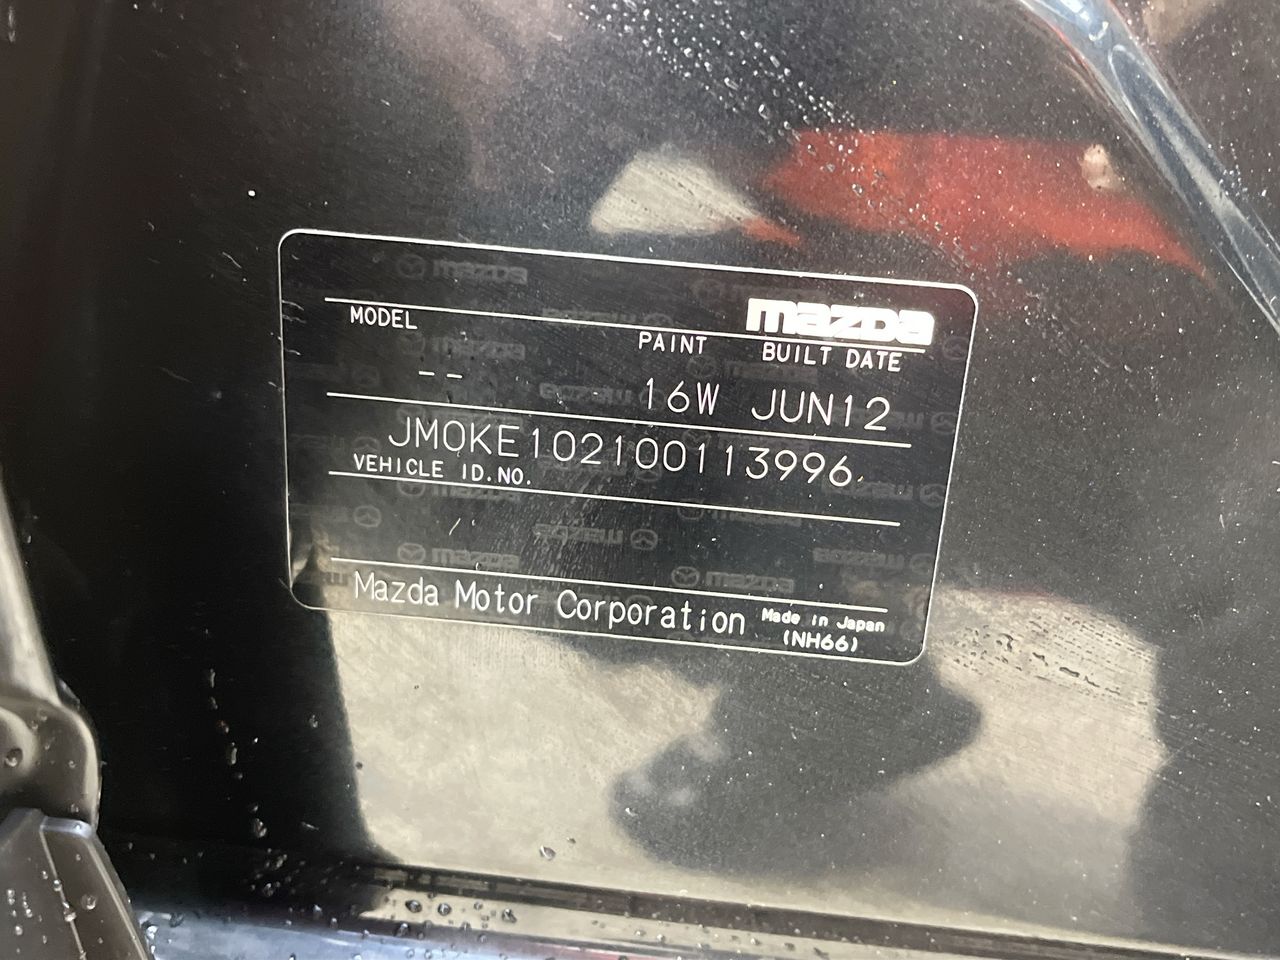 mazda
MODEL PAINT BUILT DATE
-- 16W JUN12
JM0KE102100113996
VEHICLE ID.NO.
Mazda Motor Corporation Made in Japan
(NH66)